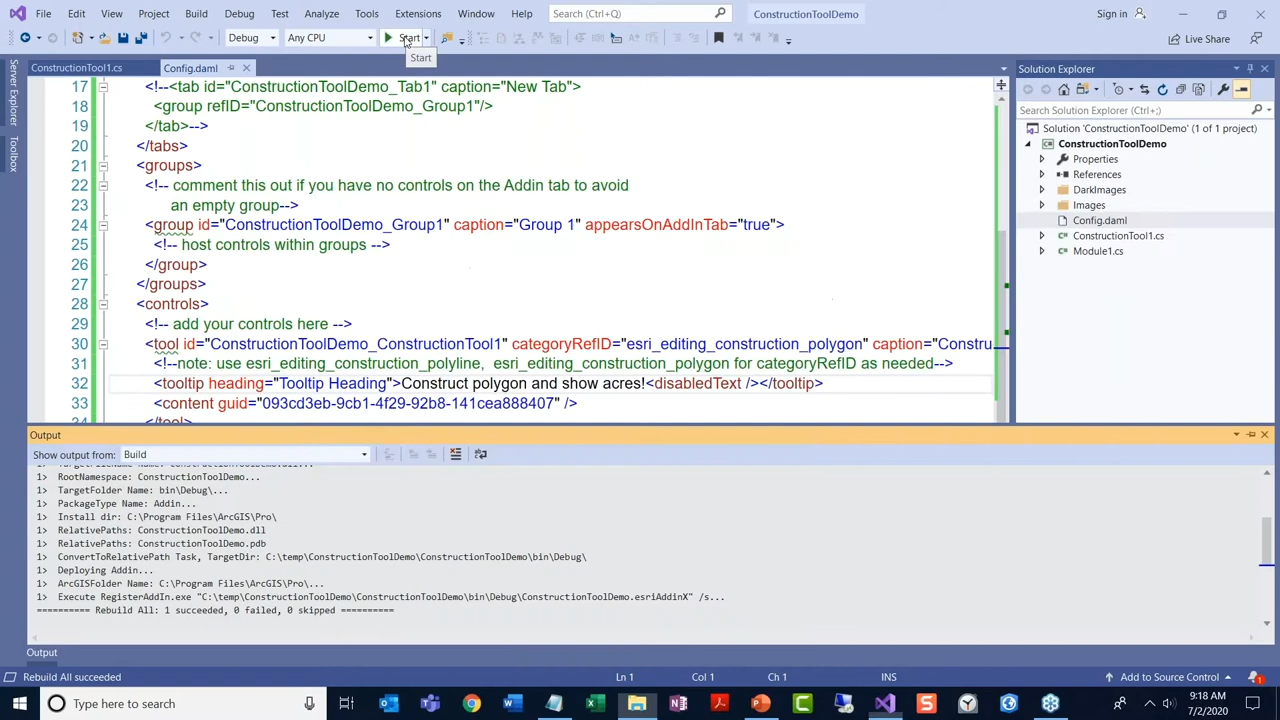 File Edit View Project Build Debug Test Analyze Tools Extensions Window Help Search (Ctrl+Q) ConstructionToolDemo Sign in
Debug Any CPU Start Live Share
Start
Server Explorer
Toolbox
ConstructionTool1.cs Config.daml
17 <!--<tab id="ConstructionToolDemo_Tab1" caption="New Tab">
18 <group refID="ConstructionToolDemo_Group1"/>
19 </tab>-->
20 </tabs>
21 <groups>
22 <!-- comment this out if you have no controls on the Addin tab to avoid
23 an empty group-->
24 <group id="ConstructionToolDemo_Group1" caption="Group 1" appearsOnAddInTab="true">
25 <!-- host controls within groups -->
26 </group>
27 </groups>
28 <controls>
29 <!-- add your controls here -->
30 <tool id="ConstructionToolDemo_ConstructionTool1" categoryRefID="esri_editing_construction_polygon" caption="Constru
31 <!--note: use esri_editing_construction_polyline, esri_editing_construction_polygon for categoryRefID as needed-->
32 <tooltip heading="Tooltip Heading">Construct polygon and show acres!<disabledText /></tooltip>
33 <content guid="093cd3eb-9cb1-4f29-92b8-141cea888407" />
34 </tool>
Solution Explorer
Search Solution Explorer (Ctrl+;)
Solution 'ConstructionToolDemo' (1 of 1 project)
ConstructionToolDemo
Properties
References
DarkImages
Images
Config.daml
ConstructionTool1.cs
Module1.cs
Output
Show output from: Build
1> TargetFileName Name: ConstructionToolDemo.dll...
1> RootNamespace: ConstructionToolDemo...
1> TargetFolder Name: bin\Debug\...
1> PackageType Name: Addin...
1> Install dir: C:\Program Files\ArcGIS\Pro\
1> RelativePaths: ConstructionToolDemo.dll
1> RelativePaths: ConstructionToolDemo.pdb
1> ConvertToRelativePath Task, TargetDir: C:\temp\ConstructionToolDemo\ConstructionToolDemo\bin\Debug\
1> Deploying Addin...
1> ArcGISFolder Name: C:\Program Files\ArcGIS\Pro\...
1> Execute RegisterAddIn.exe "C:\temp\ConstructionToolDemo\ConstructionToolDemo\bin\Debug\ConstructionToolDemo.esriAddinX" /s...
========== Rebuild All: 1 succeeded, 0 failed, 0 skipped ==========
Output
Rebuild All succeeded Ln 1 Col 1 Ch 1 INS Add to Source Control 1
Type here to search 9:18 AM
7/2/2020